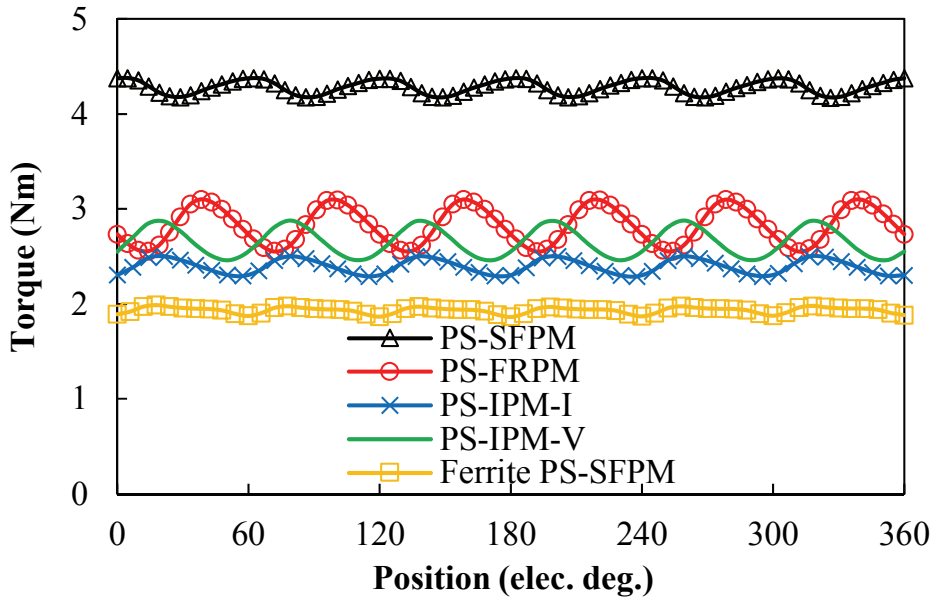 5
4
3
2
1
0
Torque (Nm)
PS-SFPM
PS-FRPM
PS-IPM-I
PS-IPM-V
Ferrite PS-SFPM
0 60 120 180 240 300 360
Position (elec. deg.)